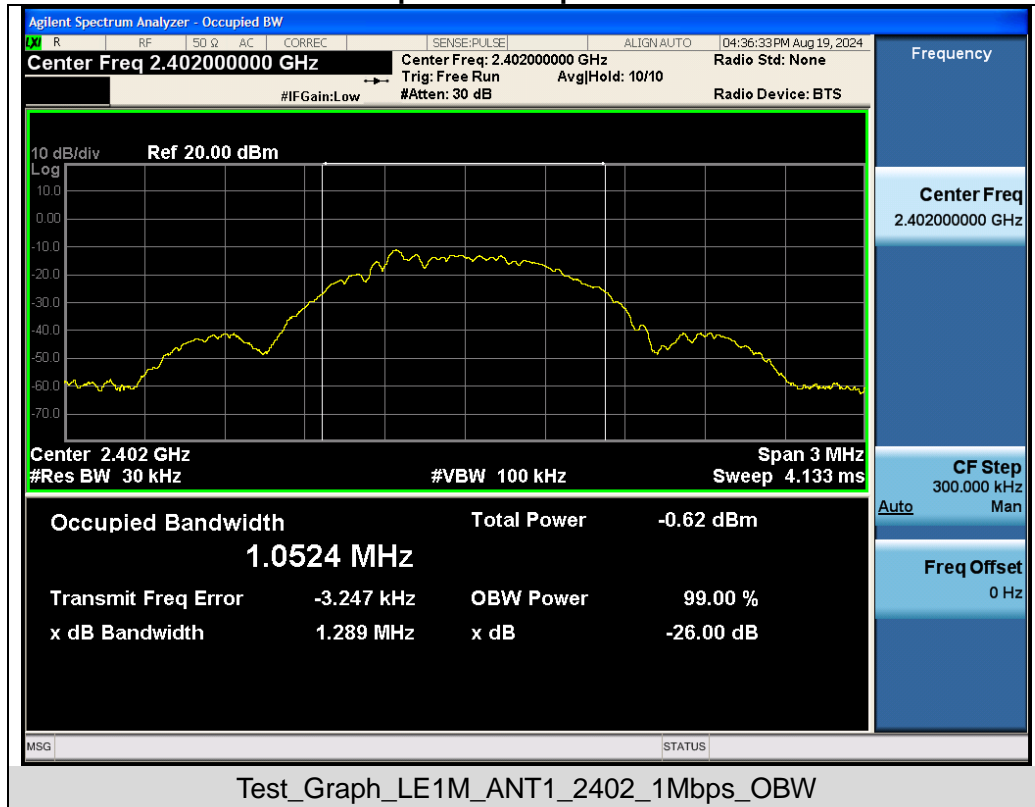 Agilent Spectrum Analyzer - Occupied BW
LXI R RF 50 Ω AC CORREC SENSE:PULSE ALIGN AUTO 04:36:33 PM Aug 19, 2024
Center Freq 2.402000000 GHz Center Freq: 2.402000000 GHz Radio Std: None
Trig: Free Run Avg|Hold: 10/10
#IFGain:Low #Atten: 30 dB Radio Device: BTS
Frequency
10 dB/div Ref 20.00 dBm
Log
10.0
0.00
-10.0
-20.0
-30.0
-40.0
-50.0
-60.0
-70.0
Center 2.402 GHz Span 3 MHz
#Res BW 30 kHz #VBW 100 kHz Sweep 4.133 ms
Occupied Bandwidth Total Power -0.62 dBm
1.0524 MHz
Transmit Freq Error -3.247 kHz OBW Power 99.00 %
x dB Bandwidth 1.289 MHz x dB -26.00 dB
Center Freq
2.402000000 GHz
CF Step
300.000 kHz
Auto Man
Freq Offset
0 Hz
MSG STATUS
Test_Graph_LE1M_ANT1_2402_1Mbps_OBW